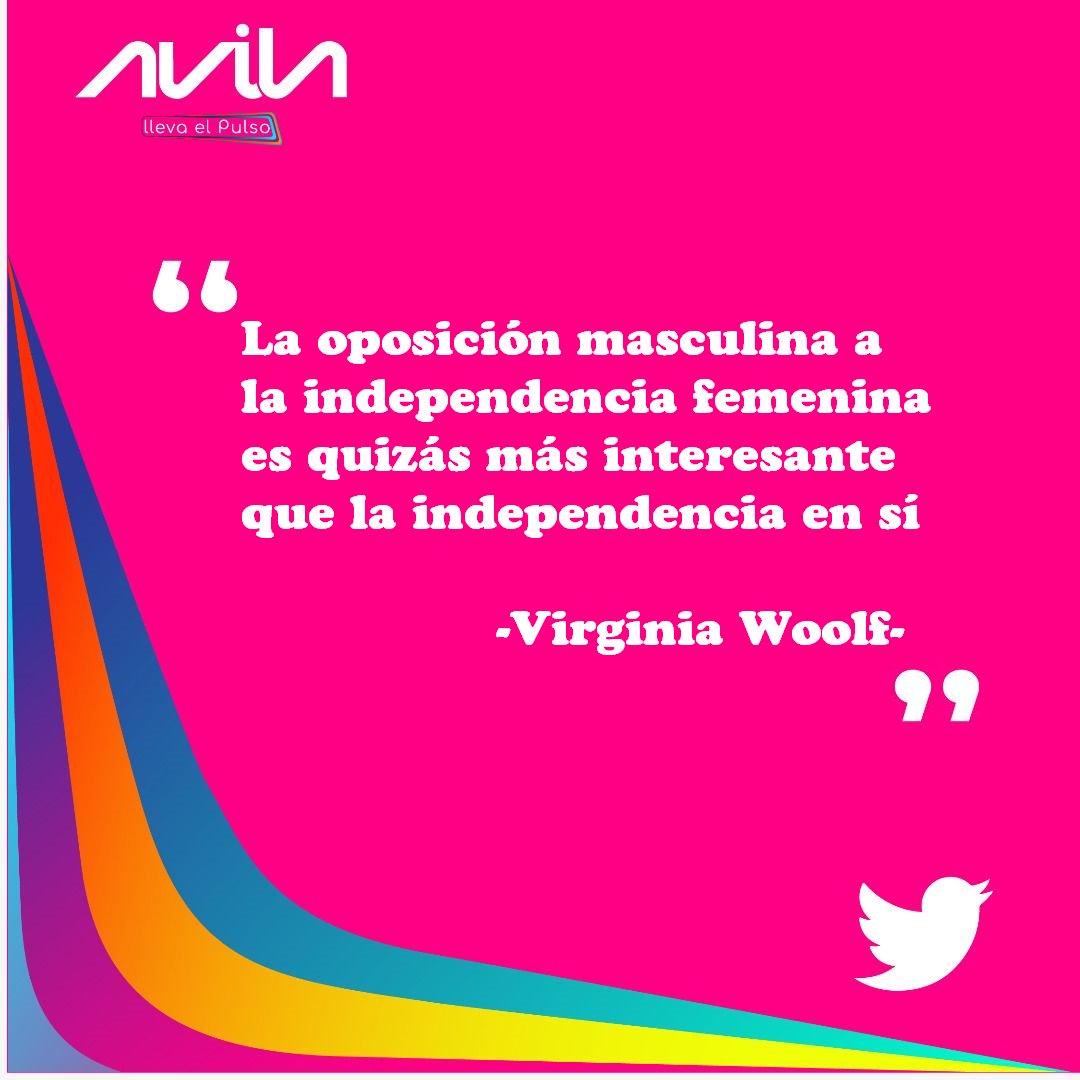 avila
lleva el Pulso
“
La oposición masculina a
la independencia femenina
es quizás más interesante
que la independencia en sí
-Virginia Woolf-
”